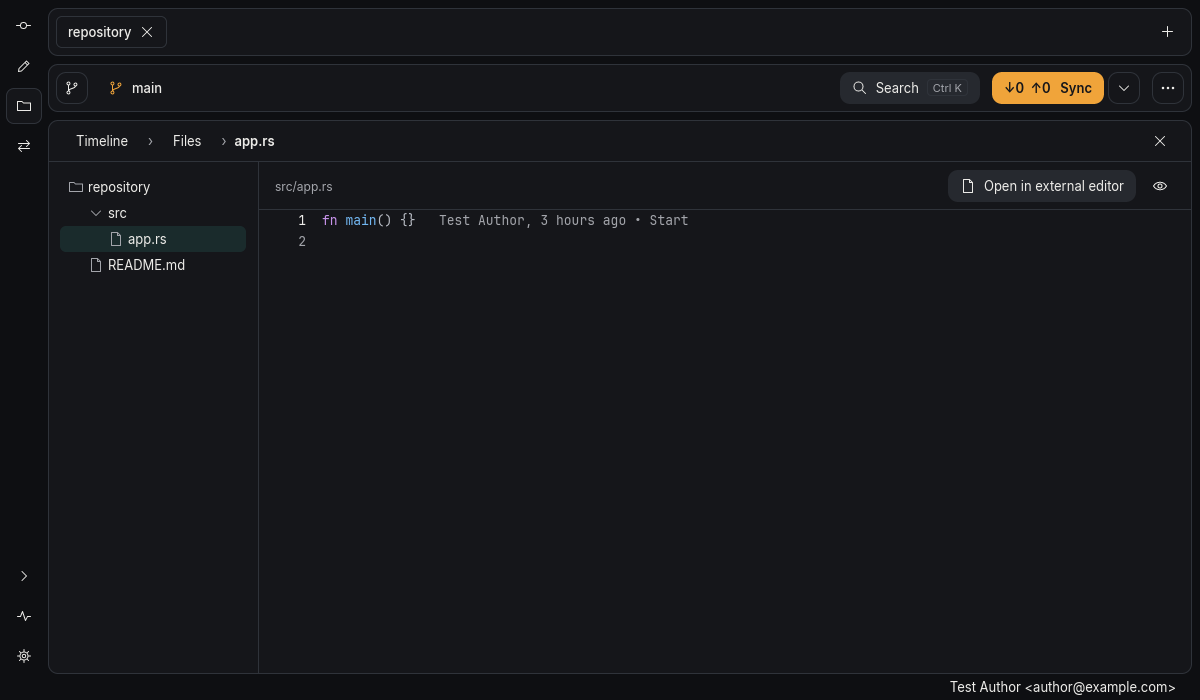 repository
main
Search Ctrl K
↓0 ↑0 Sync
Timeline › Files › app.rs
repository
src
app.rs
README.md
src/app.rs
Open in external editor
1 fn main() {} Test Author, 3 hours ago • Start
2
Test Author <author@example.com>